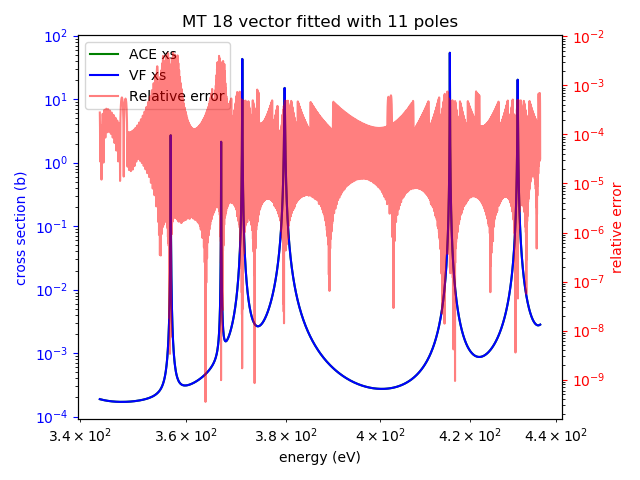 MT 18 vector fitted with 11 poles
ACE xs
VF xs
Relative error
cross section (b)
10²
10¹
10⁰
10⁻¹
10⁻²
10⁻³
10⁻⁴
relative error
10⁻²
10⁻³
10⁻⁴
10⁻⁵
10⁻⁶
10⁻⁷
10⁻⁸
10⁻⁹
3.4 × 10² 3.6 × 10² 3.8 × 10² 4 × 10² 4.2 × 10² 4.4 × 10²
energy (eV)